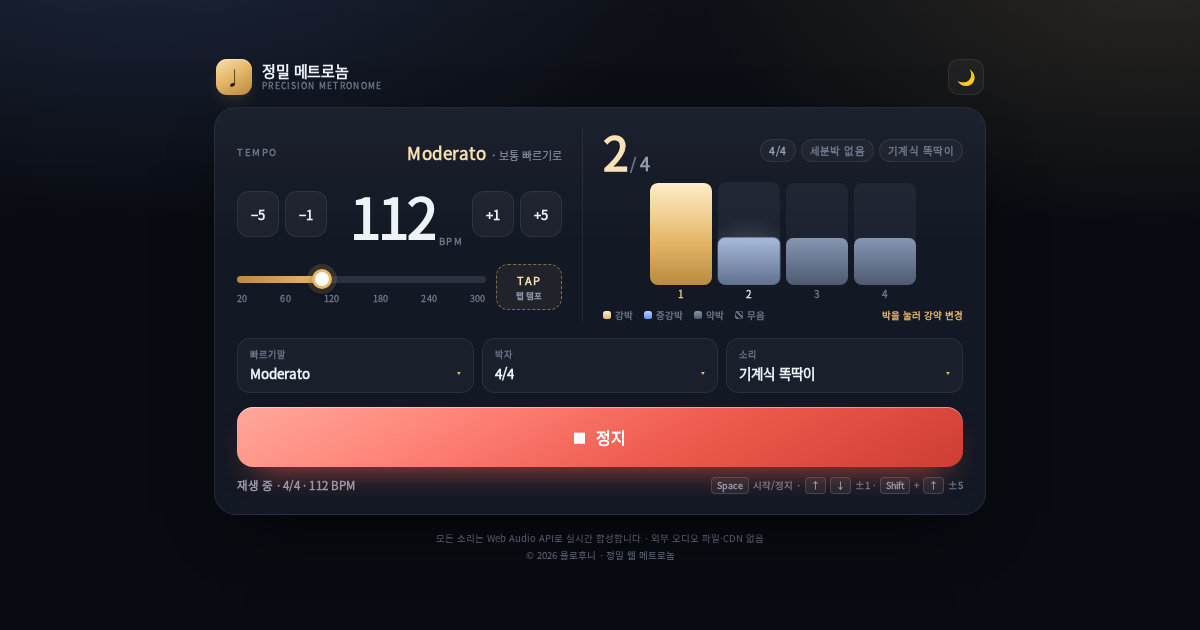 정밀 메트로놈
PRECISION METRONOME
TEMPO
Moderato · 보통 빠르기로
−5
−1
112 BPM
+1
+5
20 60 120 180 240 300
TAP
탭 템포
2 / 4
4/4
세분박 없음
기계식 똑딱이
1 2 3 4
강박 중강박 약박 무음
박을 눌러 강약 변경
빠르기말
Moderato
박자
4/4
소리
기계식 똑딱이
정지
재생 중 · 4/4 · 112 BPM
Space 시작/정지 · ↑ ↓ ±1 · Shift + ↑ ±5
모든 소리는 Web Audio API로 실시간 합성합니다 · 외부 오디오 파일·CDN 없음
© 2026 욜로후니 · 정밀 웹 메트로놈